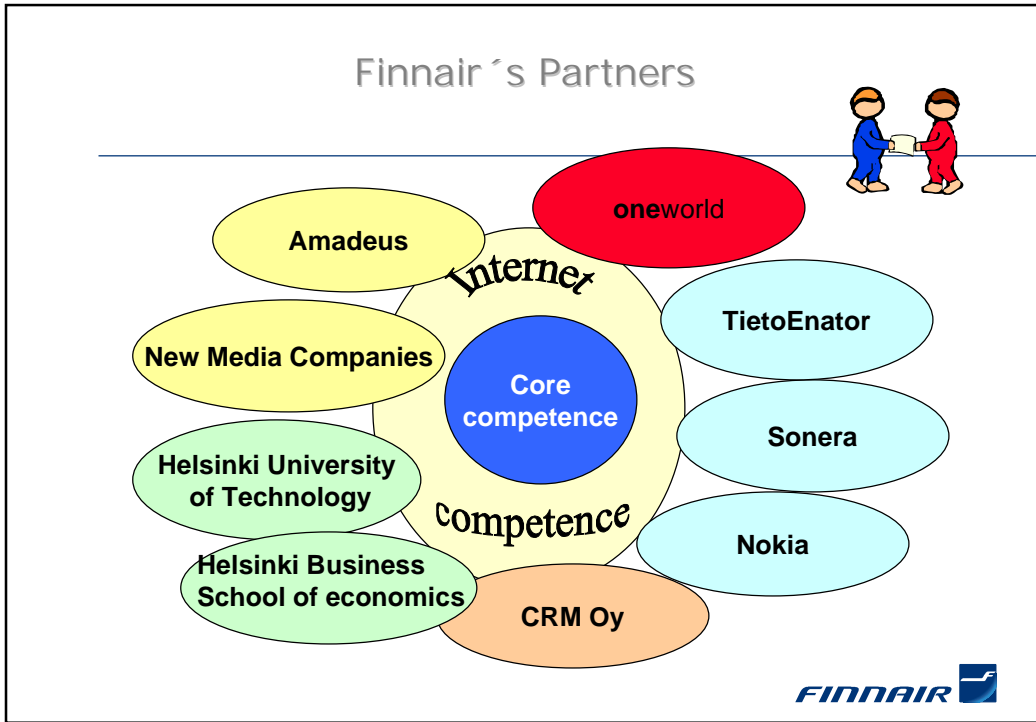 Finnair´s Partners
oneworld
Amadeus
Internet
TietoEnator
New Media Companies
Core
competence
Sonera
Helsinki University
of Technology
competence
Nokia
Helsinki Business
School of economics
CRM Oy
FINNAIR